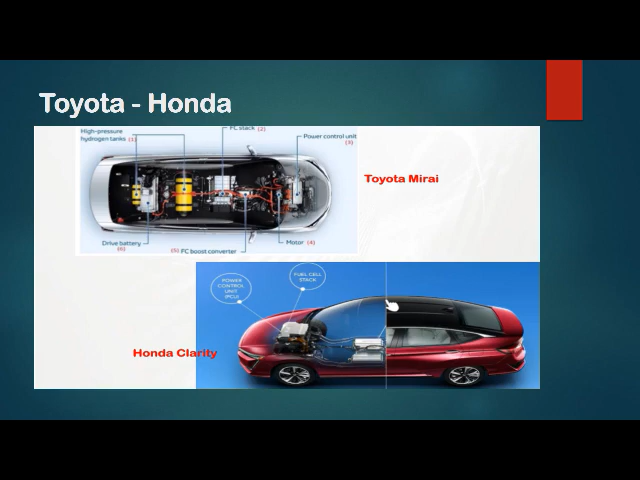 Toyota - Honda
High-pressure
hydrogen tanks (1)
FC stack (2)
Power control unit
(3)
Toyota Mirai
Drive battery
(6)
(5) FC boost converter
Motor (4)
POWER
CONTROL
UNIT
(PCU)
FUEL CELL
STACK
Honda Clarity